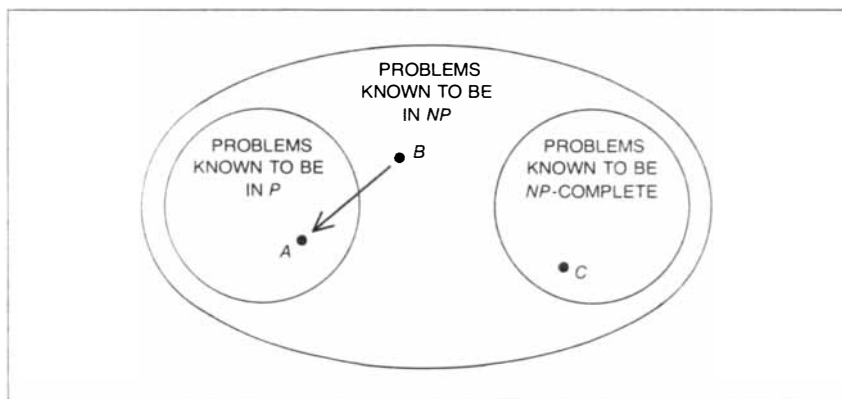 PROBLEMS
KNOWN TO BE
IN NP
B
PROBLEMS
KNOWN TO BE
IN P
A
PROBLEMS
KNOWN TO BE
NP-COMPLETE
C